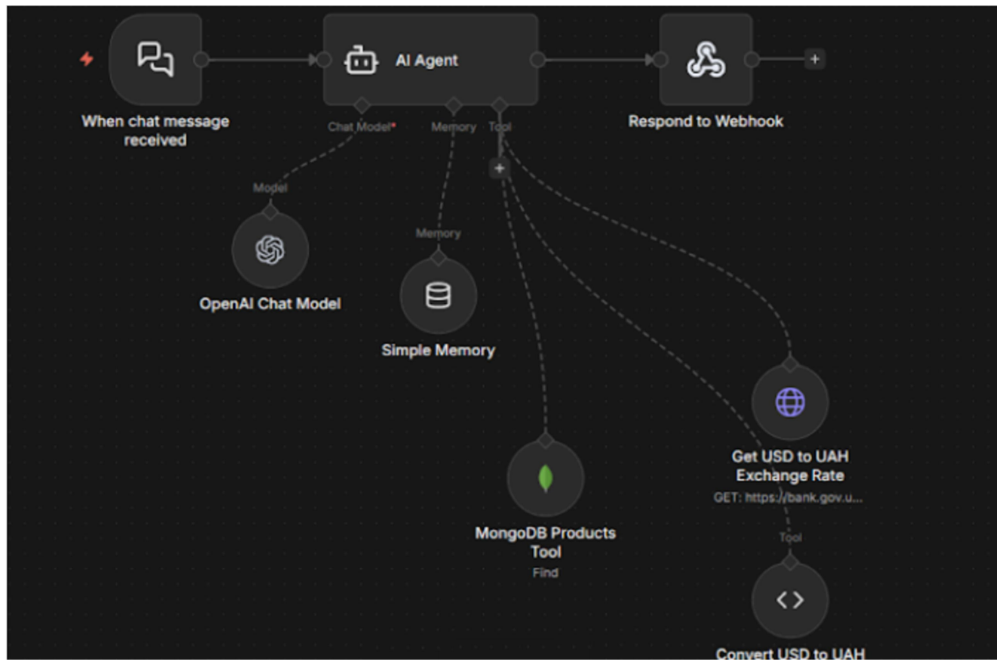 AI Agent
When chat message
received
Respond to Webhook
Chat Model*
Memory
Tool
Model
OpenAI Chat Model
Memory
Simple Memory
Get USD to UAH
Exchange Rate
GET: https://bank.gov.u...
MongoDB Products
Tool
Find
Tool
Convert USD to UAH